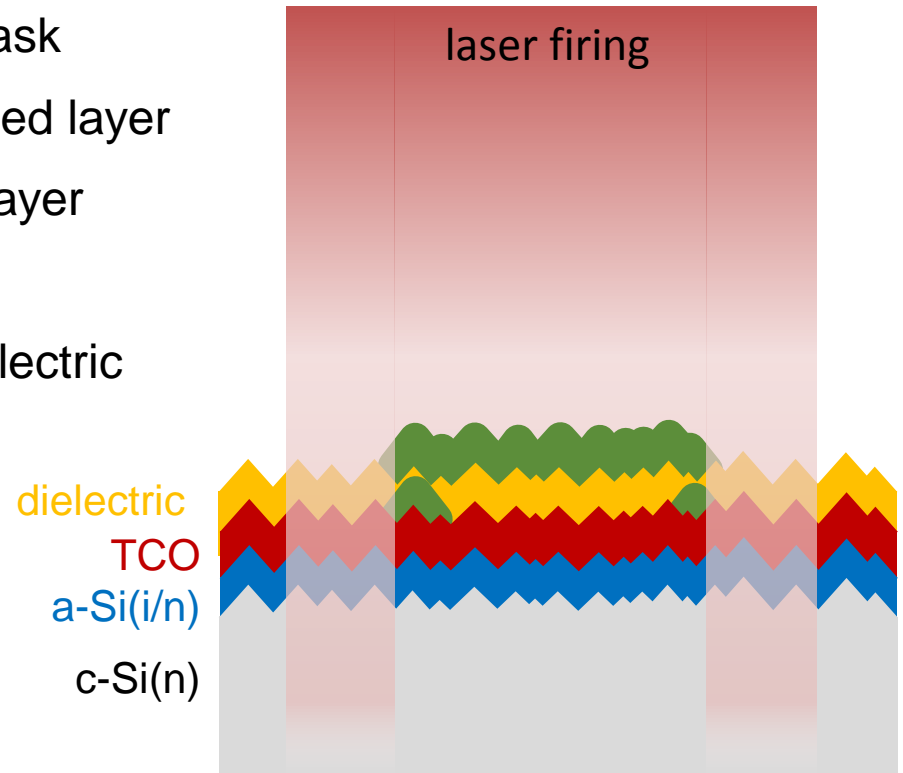 ask
laser firing
ed layer
ayer
lectric
dielectric
TCO
a-Si(i/n)
c-Si(n)